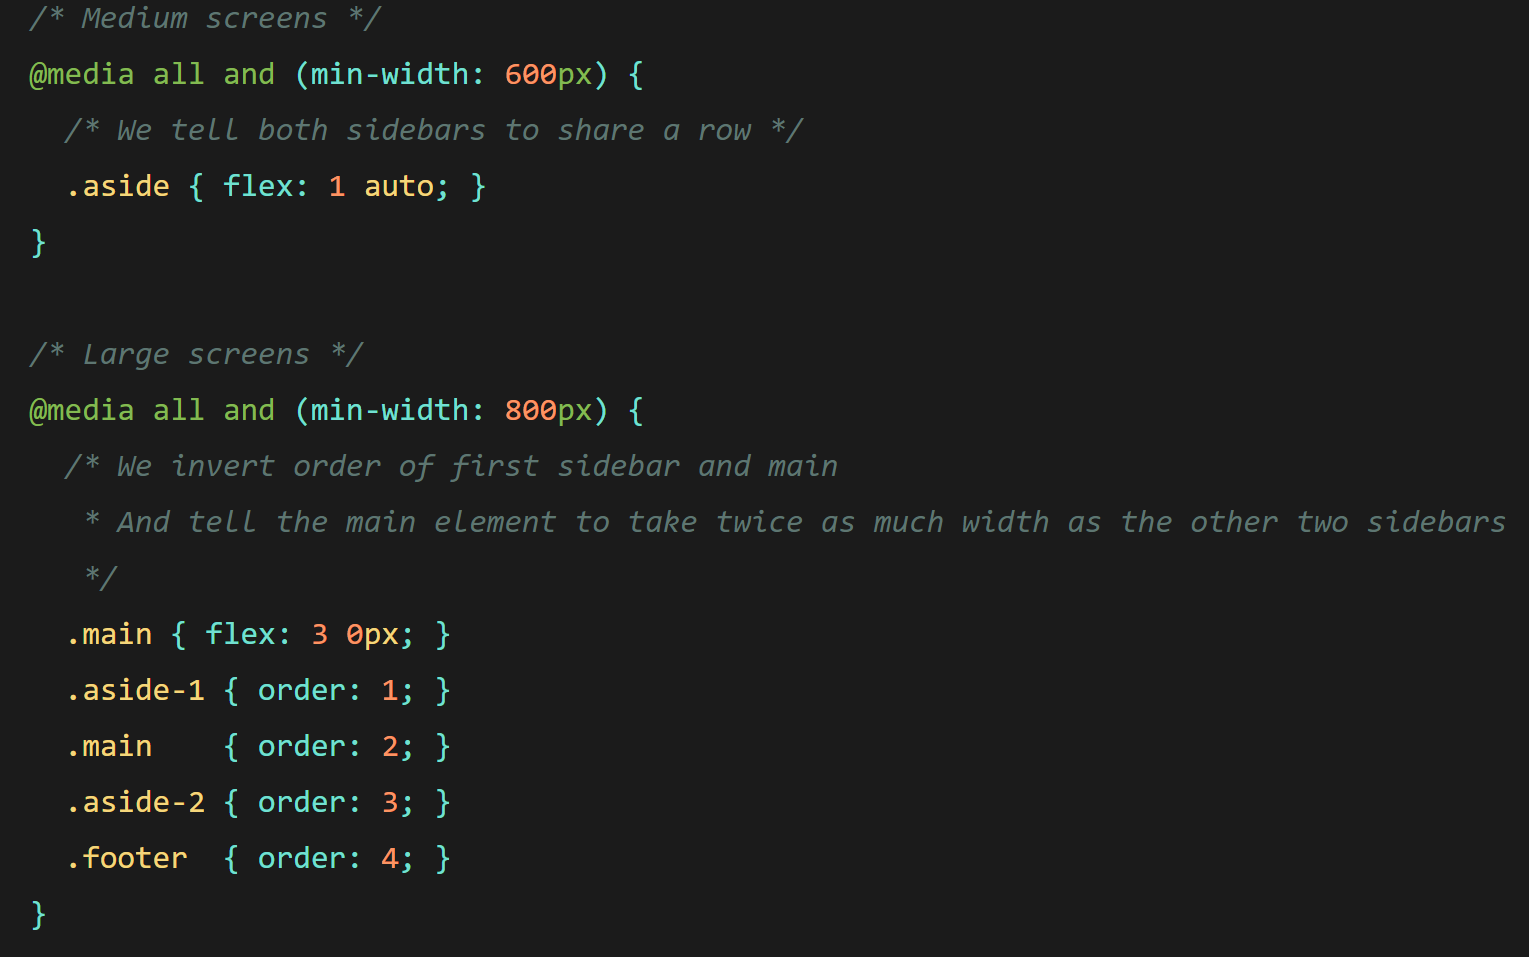 /* Medium screens */
@media all and (min-width: 600px) {
  /* We tell both sidebars to share a row */
  .aside { flex: 1 auto; }
}

/* Large screens */
@media all and (min-width: 800px) {
  /* We invert order of first sidebar and main
   * And tell the main element to take twice as much width as the other two sidebars
   */
  .main { flex: 3 0px; }
  .aside-1 { order: 1; }
  .main    { order: 2; }
  .aside-2 { order: 3; }
  .footer  { order: 4; }
}